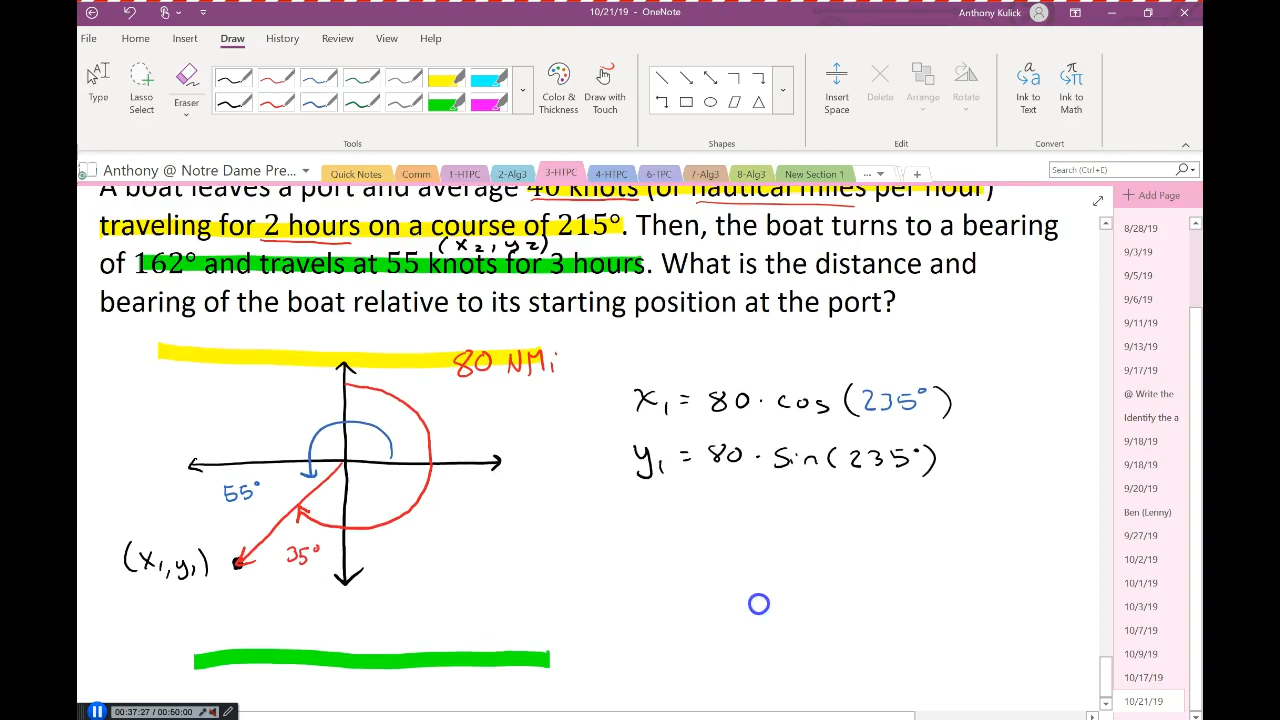 10/21/19 - OneNote
Anthony Kulick
File Home Insert Draw History Review View Help
Type
Lasso Select
Eraser
Color & Thickness
Draw with Touch
Insert Space
Delete
Arrange
Rotate
Ink to Text
Ink to Math
Tools
Shapes
Edit
Convert
Anthony @ Notre Dame Pre...
Quick Notes Comm 1-HTPC 2-Alg3 3-HTPC 4-HTPC 6-TPC 7-Alg3 8-Alg3 New Section 1 ...
Search (Ctrl+E)
A boat leaves a port and average 40 knots (or nautical miles per hour)
traveling for 2 hours on a course of 215°. Then, the boat turns to a bearing
(x₂, y₂)
of 162° and travels at 55 knots for 3 hours. What is the distance and
bearing of the boat relative to its starting position at the port?
80 NMi
x₁ = 80 · cos (235°)
y₁ = 80 · sin (235°)
55°
35°
(x₁, y₁)
Add Page
8/28/19
9/3/19
9/5/19
9/6/19
9/11/19
9/13/19
9/17/19
@ Write the
Identify the a
9/18/19
9/18/19
9/20/19
Ben (Lenny)
9/27/19
10/2/19
10/1/19
10/3/19
10/7/19
10/9/19
10/17/19
10/21/19
00:37:27 / 00:50:00